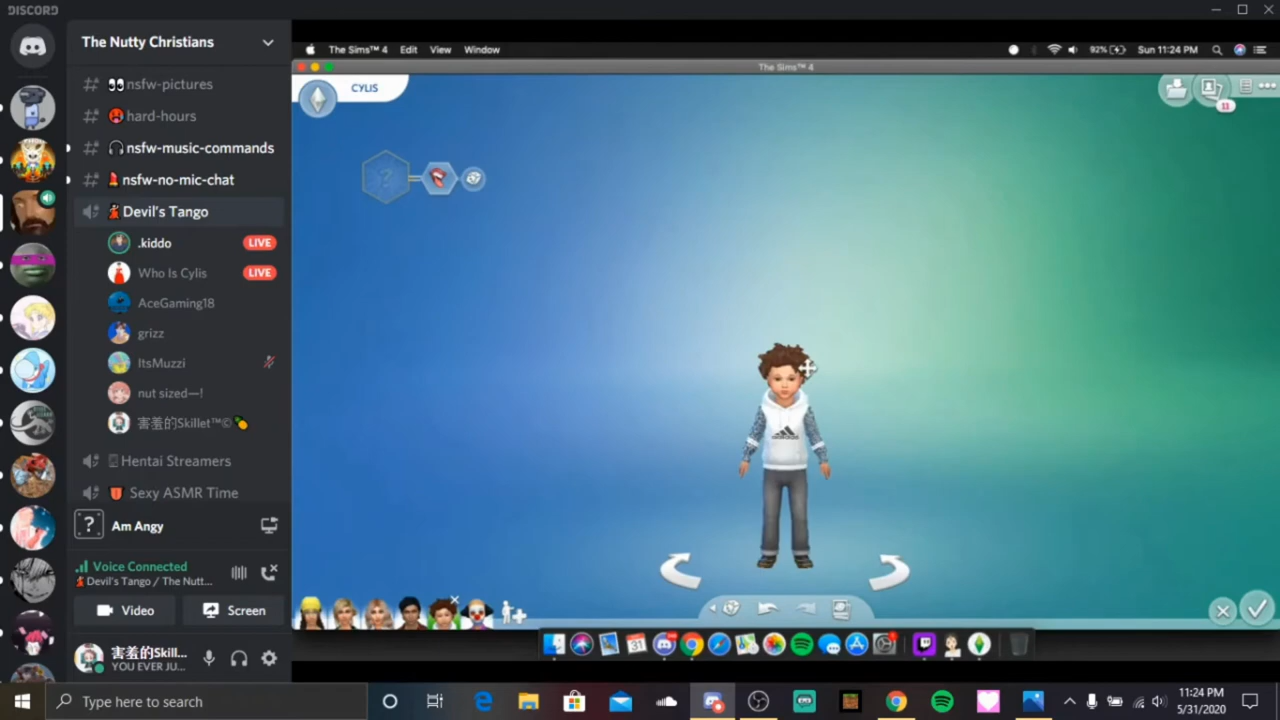 DISCORD
The Nutty Christians
# 👀nsfw-pictures
# 🥵hard-hours
# 🎧nsfw-music-commands
# 💄nsfw-no-mic-chat
💃Devil's Tango
.kiddo LIVE
Who Is Cylis LIVE
AceGaming18
grizz
ItsMuzzi
nut sized—!
害羞的Skillet™©🍍
Hentai Streamers
Sexy ASMR Time
? Am Angy
Voice Connected
💃Devil's Tango / The Nutt...
Video Screen
害羞的Skill...
YOU EVER JU...
The Sims™ 4 Edit View Window 92% Sun 11:24 PM
The Sims™ 4
CYLIS
11
?
31
Type here to search
11:24 PM
5/31/2020